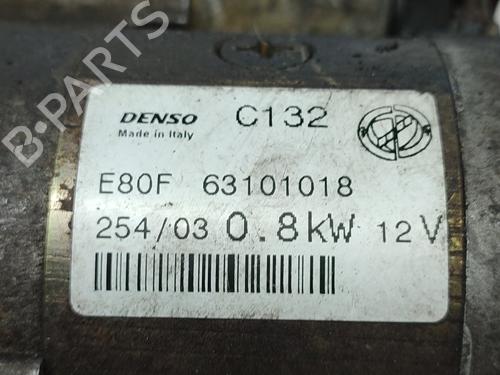 B-PARTS
DENSO C132
Made in Italy
E80F 63101018
254/03 0.8kW 12V